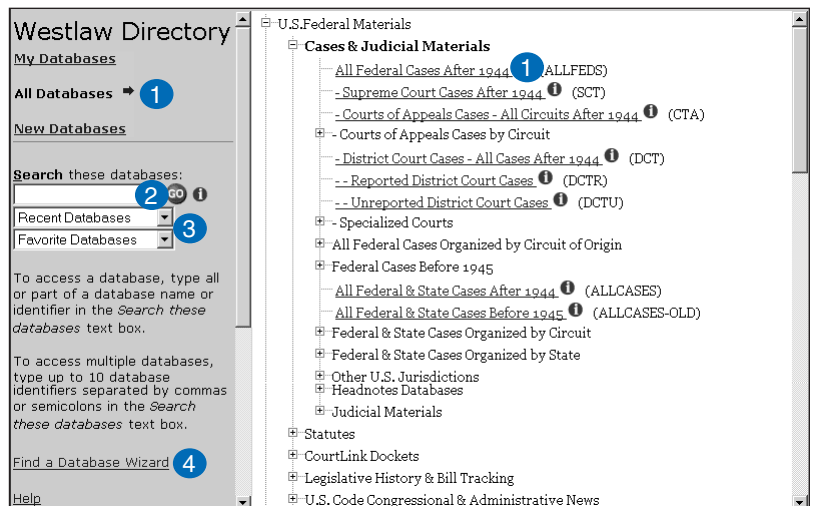 Westlaw Directory
My Databases
All Databases 1
New Databases
Search these databases:
2 GO i
Recent Databases
3
Favorite Databases
To access a database, type all
or part of a database name or
identifier in the Search these
databases text box.
To access multiple databases,
type up to 10 database
identifiers separated by commas
or semicolons in the Search
these databases text box.
Find a Database Wizard 4
Help
U.S.Federal Materials
Cases & Judicial Materials
All Federal Cases After 1944 1 (ALLFEDS)
- Supreme Court Cases After 1944 i (SCT)
- Courts of Appeals Cases - All Circuits After 1944 i (CTA)
- Courts of Appeals Cases by Circuit
- District Court Cases - All Cases After 1944 i (DCT)
- - Reported District Court Cases i (DCTR)
- - Unreported District Court Cases i (DCTU)
- Specialized Courts
All Federal Cases Organized by Circuit of Origin
Federal Cases Before 1945
All Federal & State Cases After 1944 i (ALLCASES)
All Federal & State Cases Before 1945 i (ALLCASES-OLD)
Federal & State Cases Organized by Circuit
Federal & State Cases Organized by State
Other U.S. Jurisdictions
Headnotes Databases
Judicial Materials
Statutes
CourtLink Dockets
Legislative History & Bill Tracking
U.S. Code Congressional & Administrative News